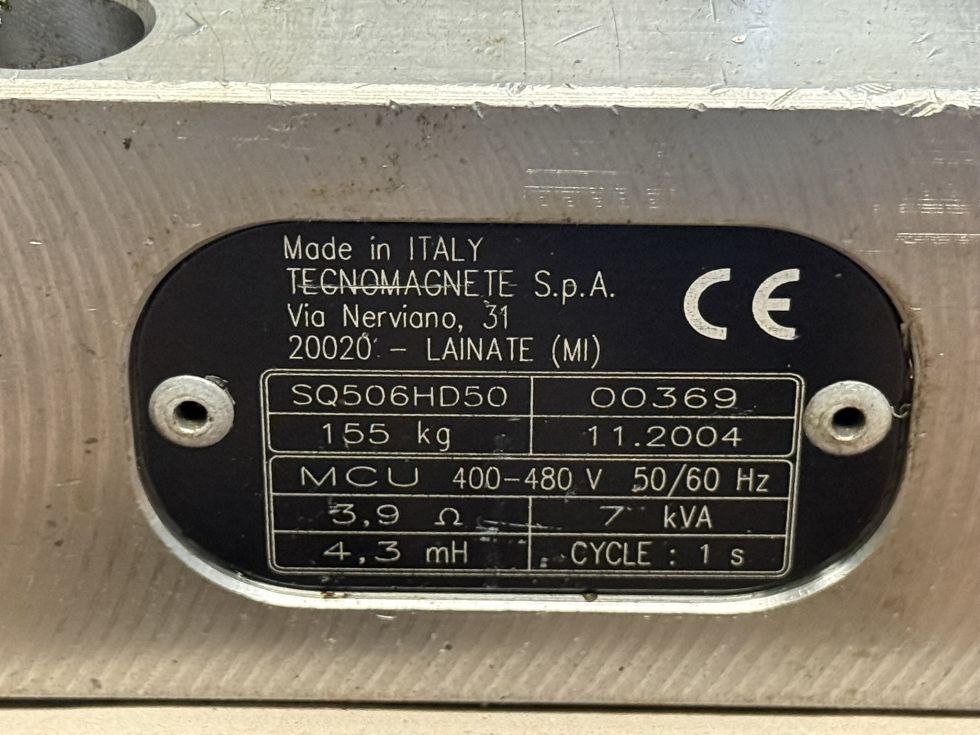 Made in ITALY
TECNOMAGNETE S.p.A.
Via Nerviano, 31
20020 - LAINATE (MI)
CE
SQ506HD50 00369
155 kg 11.2004
MCU 400-480 V 50/60 Hz
3,9 Ω 7 kVA
4,3 mH CYCLE : 1 s